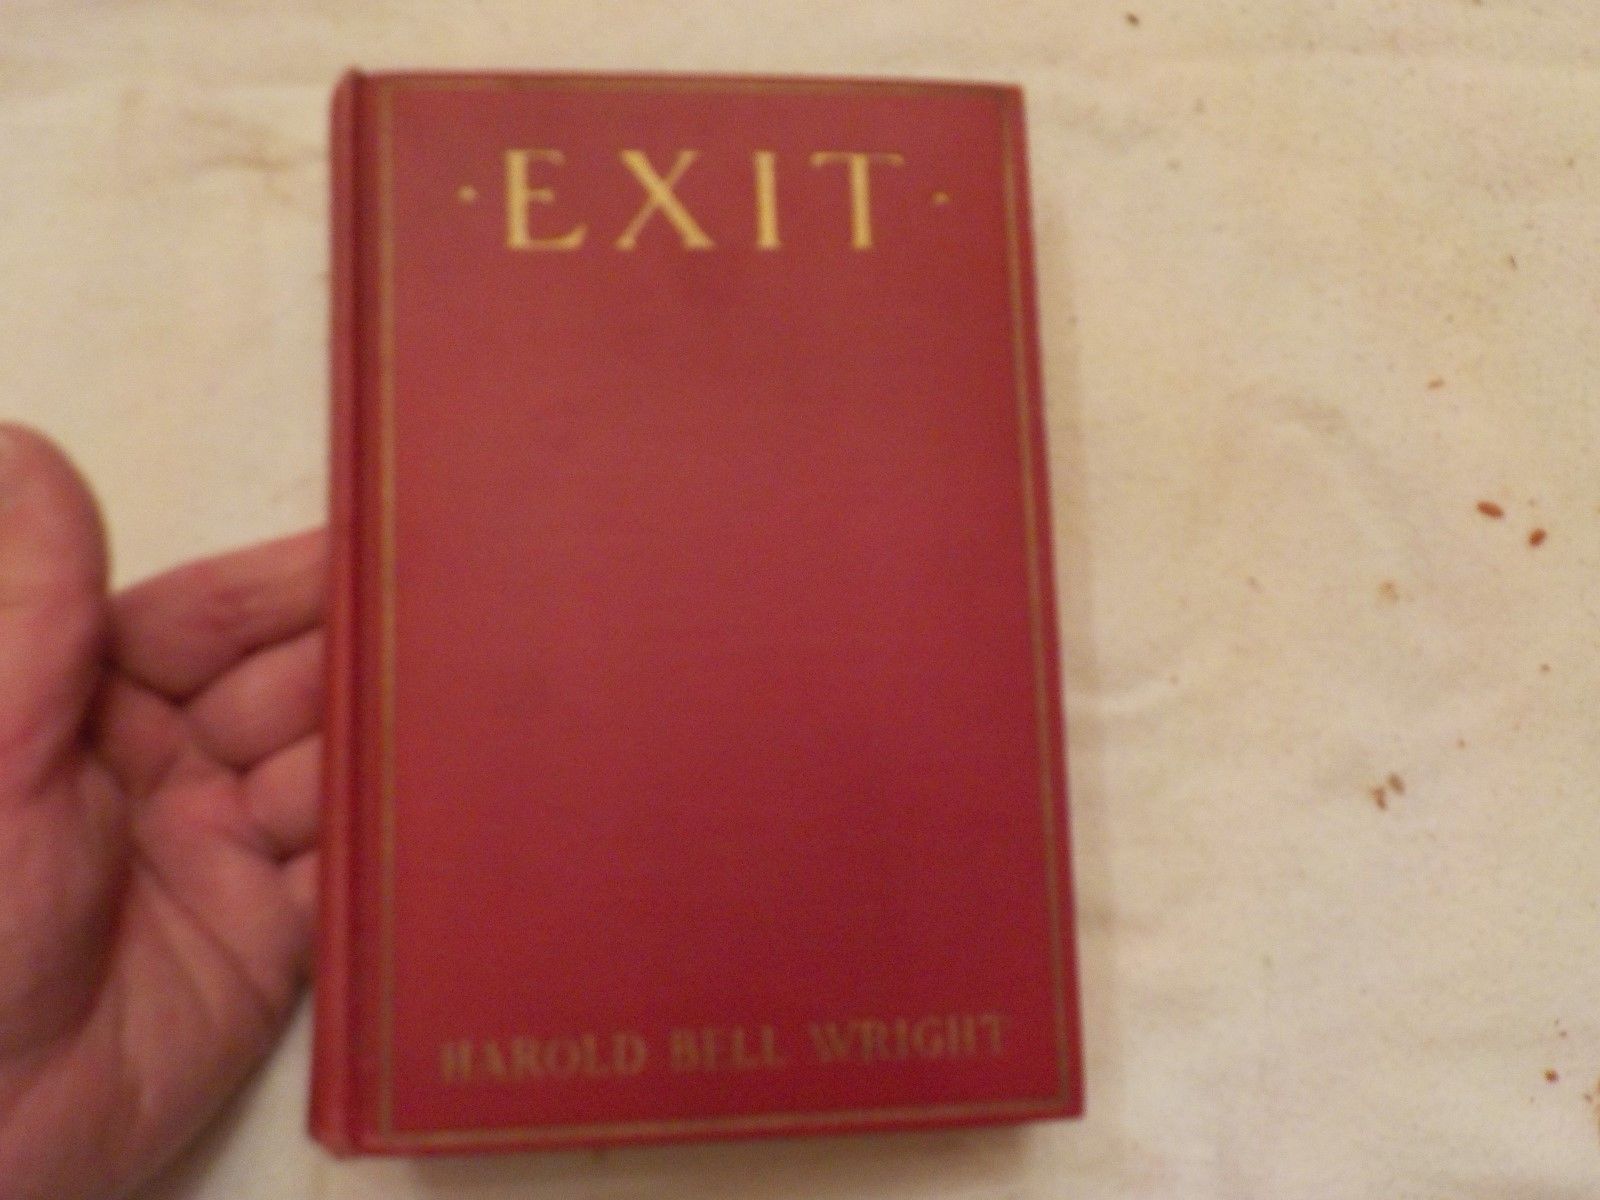 · EXIT ·
HAROLD BELL WRIGHT